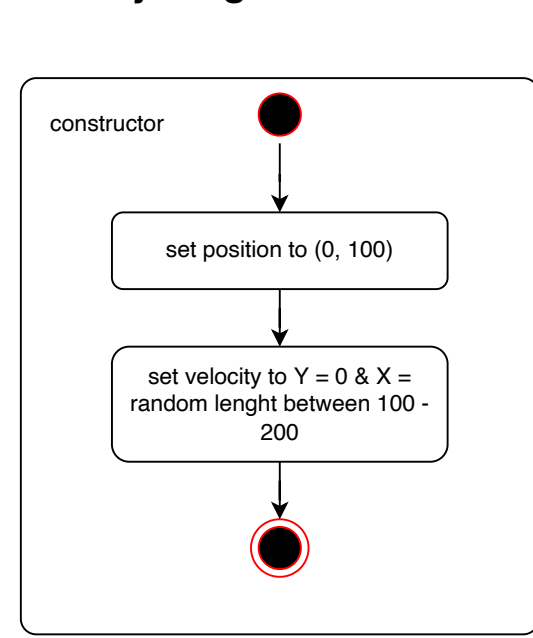 constructor
set position to (0, 100)
set velocity to Y = 0 & X =
random lenght between 100 -
200